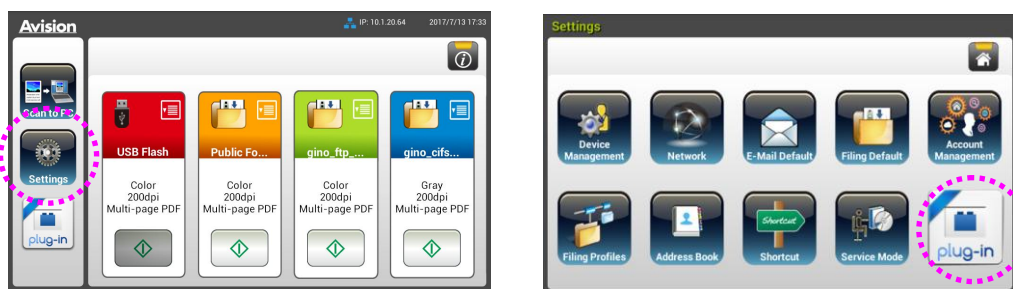 Avision
IP: 10.1.20.64 2017/7/13 17:33
Scan to PC
Settings
plug-in
USB Flash
Color
200dpi
Multi-page PDF
Public Fo...
Color
200dpi
Multi-page PDF
gino_ftp_...
Color
200dpi
Multi-page PDF
gino_cifs...
Gray
200dpi
Multi-page PDF
Settings
Device
Management
Network
E-Mail Default
Filing Default
Account
Management
Filing Profiles
Address Book
Shortcut
Shortcut
Service Mode
plug-in